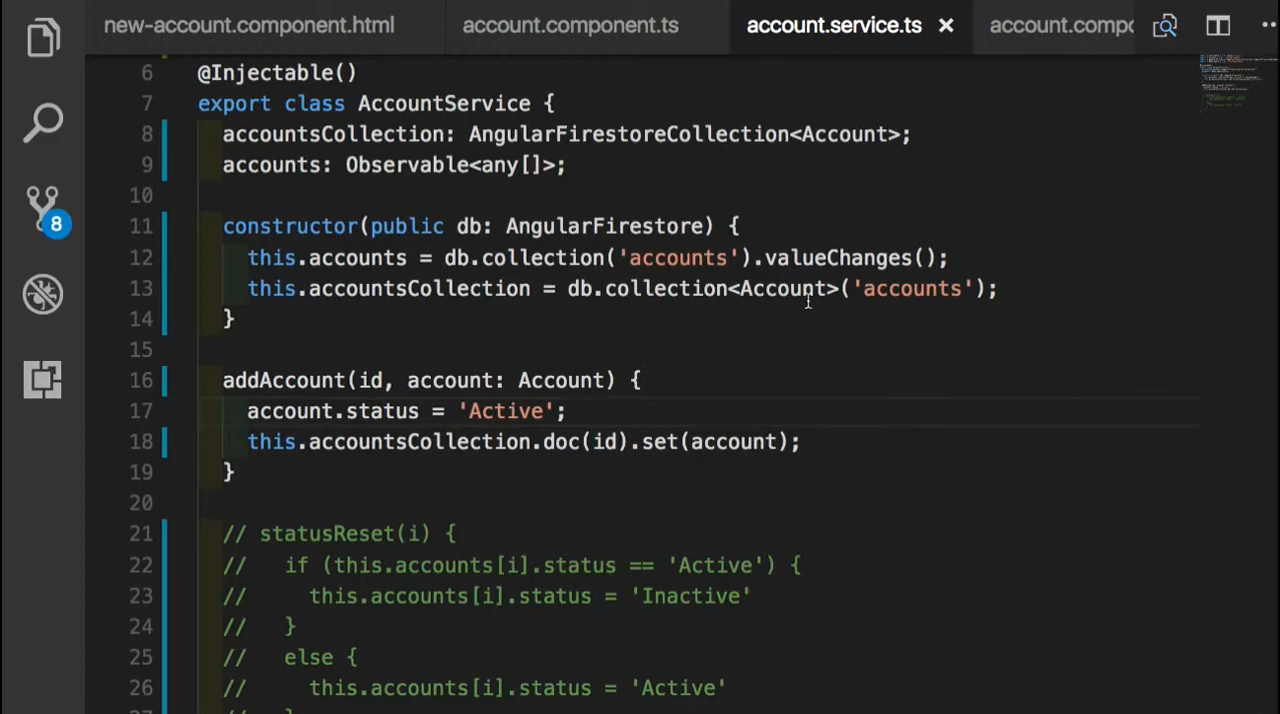 new-account.component.html account.component.ts account.service.ts account.compo
6 @Injectable()
7 export class AccountService {
8 accountsCollection: AngularFirestoreCollection<Account>;
9 accounts: Observable<any[]>;
10
11 constructor(public db: AngularFirestore) {
12 this.accounts = db.collection('accounts').valueChanges();
13 this.accountsCollection = db.collection<Account>('accounts');
14 }
15
16 addAccount(id, account: Account) {
17 account.status = 'Active';
18 this.accountsCollection.doc(id).set(account);
19 }
20
21 // statusReset(i) {
22 // if (this.accounts[i].status == 'Active') {
23 // this.accounts[i].status = 'Inactive'
24 // }
25 // else {
26 // this.accounts[i].status = 'Active'
8